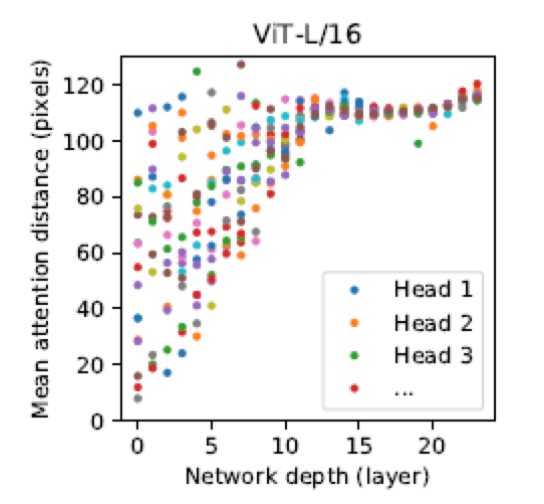 ViT-L/16
Mean attention distance (pixels)
120
100
80
60
40
20
0
Head 1
Head 2
Head 3
...
0 5 10 15 20
Network depth (layer)